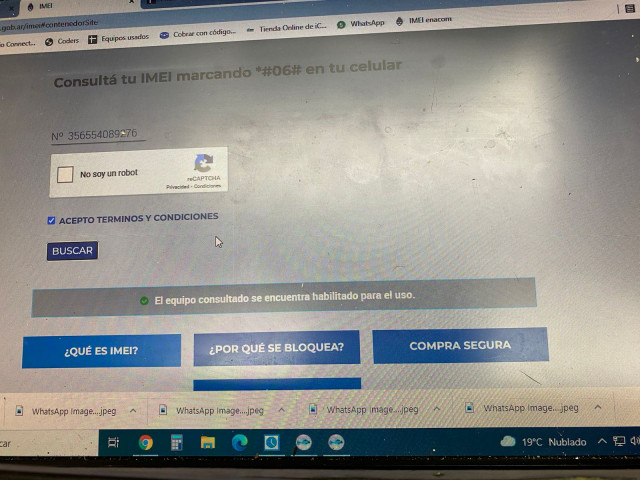 IMEI
.gob.ar/imei#contenedorSite
o Connect...
Coders
Equipos usados
Cobrar con código...
Tienda Online de iC...
WhatsApp
IMEI enacom
Consultá tu IMEI marcando *#06# en tu celular
Nº
No soy un robot
reCAPTCHA
Privacidad - Condiciones
ACEPTO TERMINOS Y CONDICIONES
BUSCAR
El equipo consultado se encuentra habilitado para el uso.
¿QUÉ ES IMEI?
¿POR QUÉ SE BLOQUEA?
COMPRA SEGURA
WhatsApp Image....jpeg
WhatsApp Image....jpeg
WhatsApp Image....jpeg
WhatsApp Image....jpeg
car
19°C Nublado